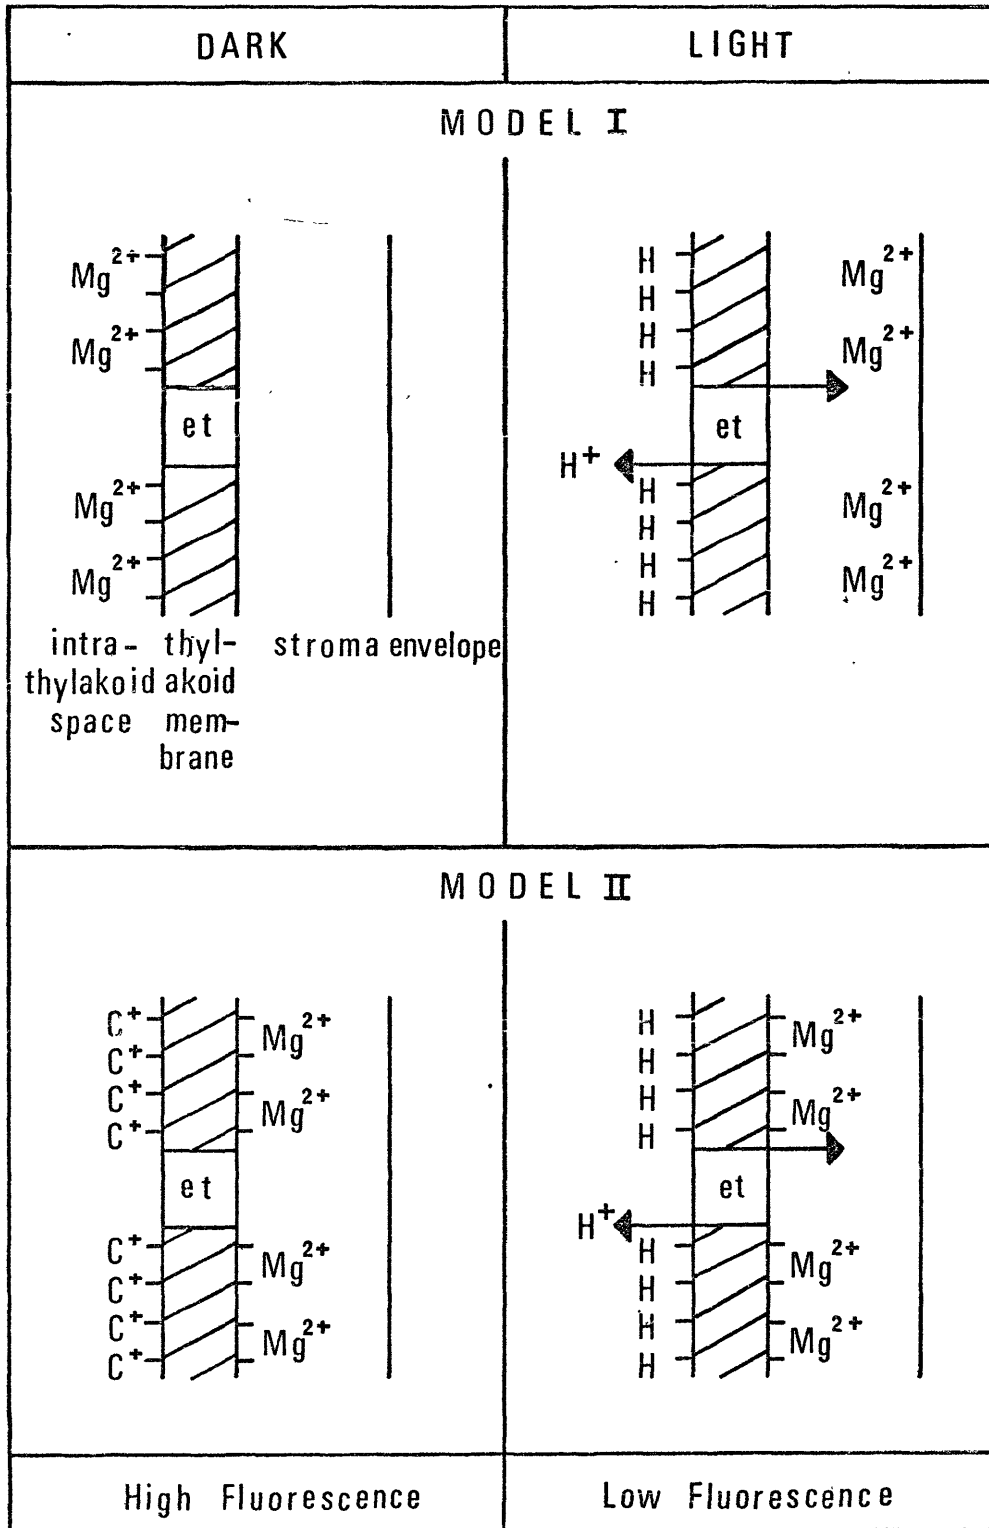 DARK
LIGHT
MODEL I
Mg2+
Mg2+
et
Mg2+
Mg2+
intra- thyl- stroma envelope
thylakoid akoid
space mem-
brane
H
H
H
H
Mg2+
Mg2+
et
H+
H
H
H
H
Mg2+
Mg2+
MODEL II
C+
C+
C+
C+
Mg2+
Mg2+
et
C+
C+
C+
C+
Mg2+
Mg2+
H
H
H
H
Mg2+
Mg2+
et
H+
H
H
H
H
Mg2+
Mg2+
High Fluorescence
Low Fluorescence